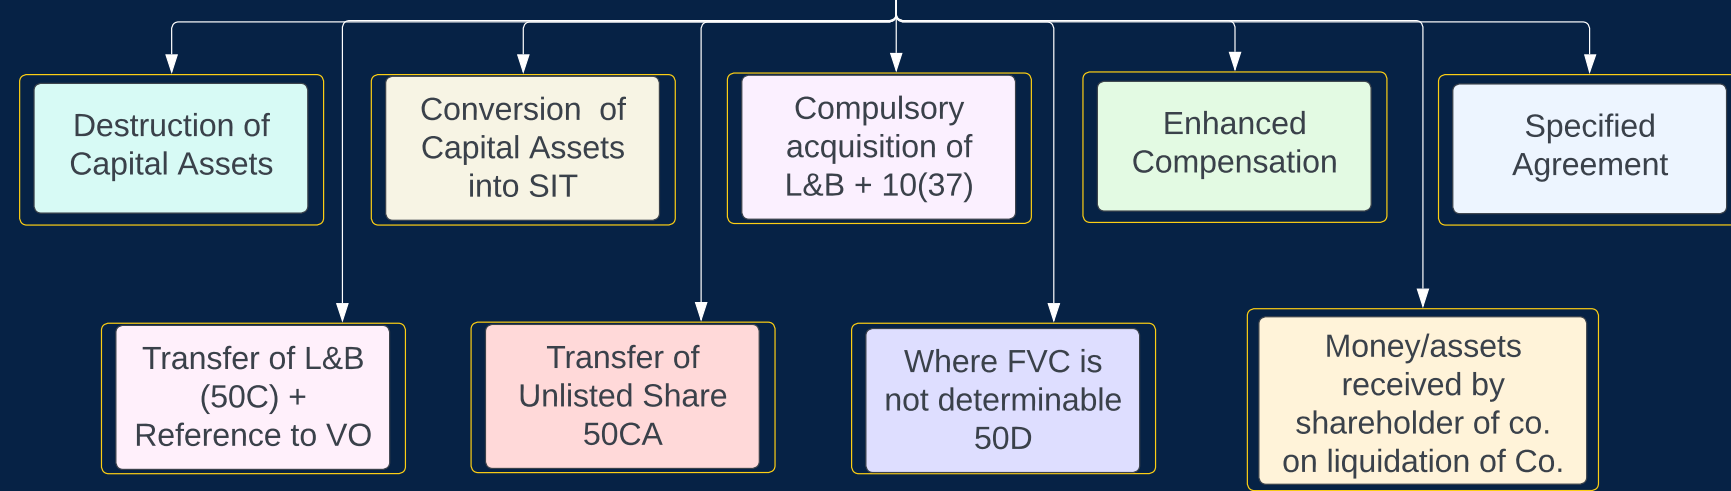 Destruction of
Capital Assets
Conversion of
Capital Assets
into SIT
Compulsory
acquisition of
L&B + 10(37)
Enhanced
Compensation
Specified
Agreement
Transfer of L&B
(50C) +
Reference to VO
Transfer of
Unlisted Share
50CA
Where FVC is
not determinable
50D
Money/assets
received by
shareholder of co.
on liquidation of Co.